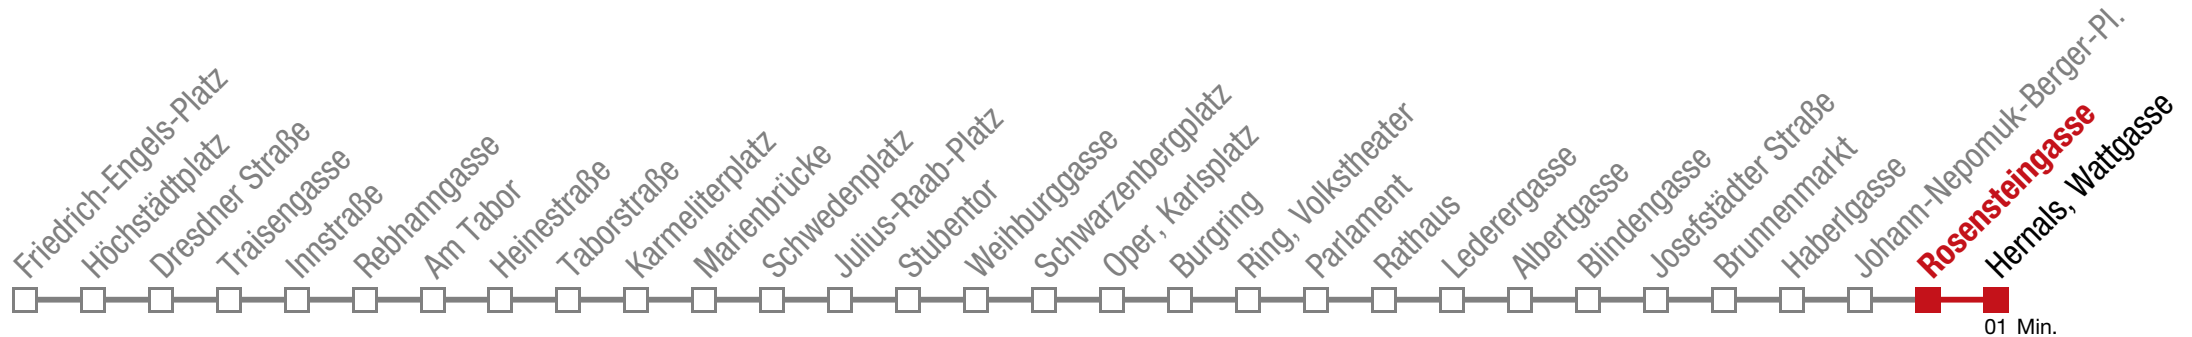 Friedrich-Engels-Platz
Höchstädtplatz
Dresdner Straße
Traisengasse
Innstraße
Rebhanngasse
Am Tabor
Heinestraße
Taborstraße
Karmeliterplatz
Marienbrücke
Schwedenplatz
Julius-Raab-Platz
Stubentor
Weihburggasse
Schwarzenbergplatz
Oper, Karlsplatz
Burgring
Ring, Volkstheater
Parlament
Rathaus
Lederergasse
Albertgasse
Blindengasse
Josefstädter Straße
Brunnenmarkt
Haberlgasse
Johann-Nepomuk-Berger-Pl.
Rosensteingasse
Hernals, Wattgasse
01 Min.